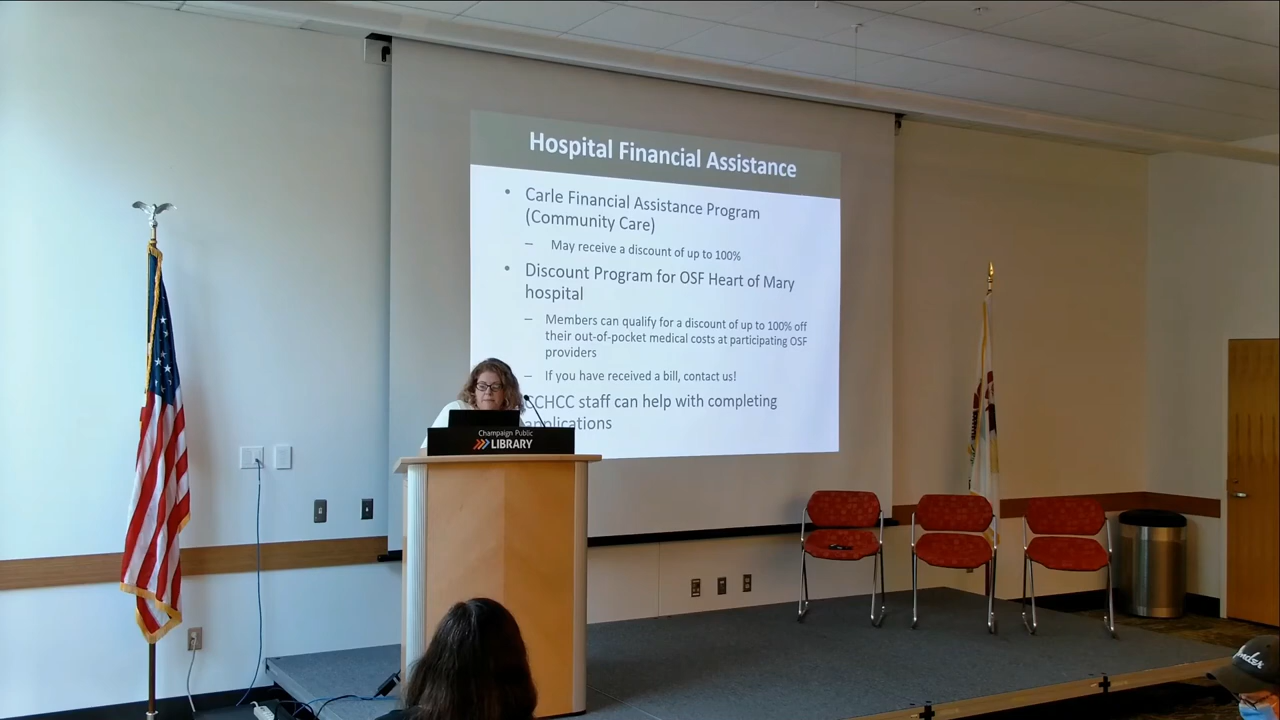 Hospital Financial Assistance
• Carle Financial Assistance Program
(Community Care)
– May receive a discount of up to 100%
• Discount Program for OSF Heart of Mary
hospital
– Members can qualify for a discount of up to 100% off
their out-of-pocket medical costs at participating OSF
providers
– If you have received a bill, contact us!
CCHCC staff can help with completing
applications
Champaign Public
LIBRARY